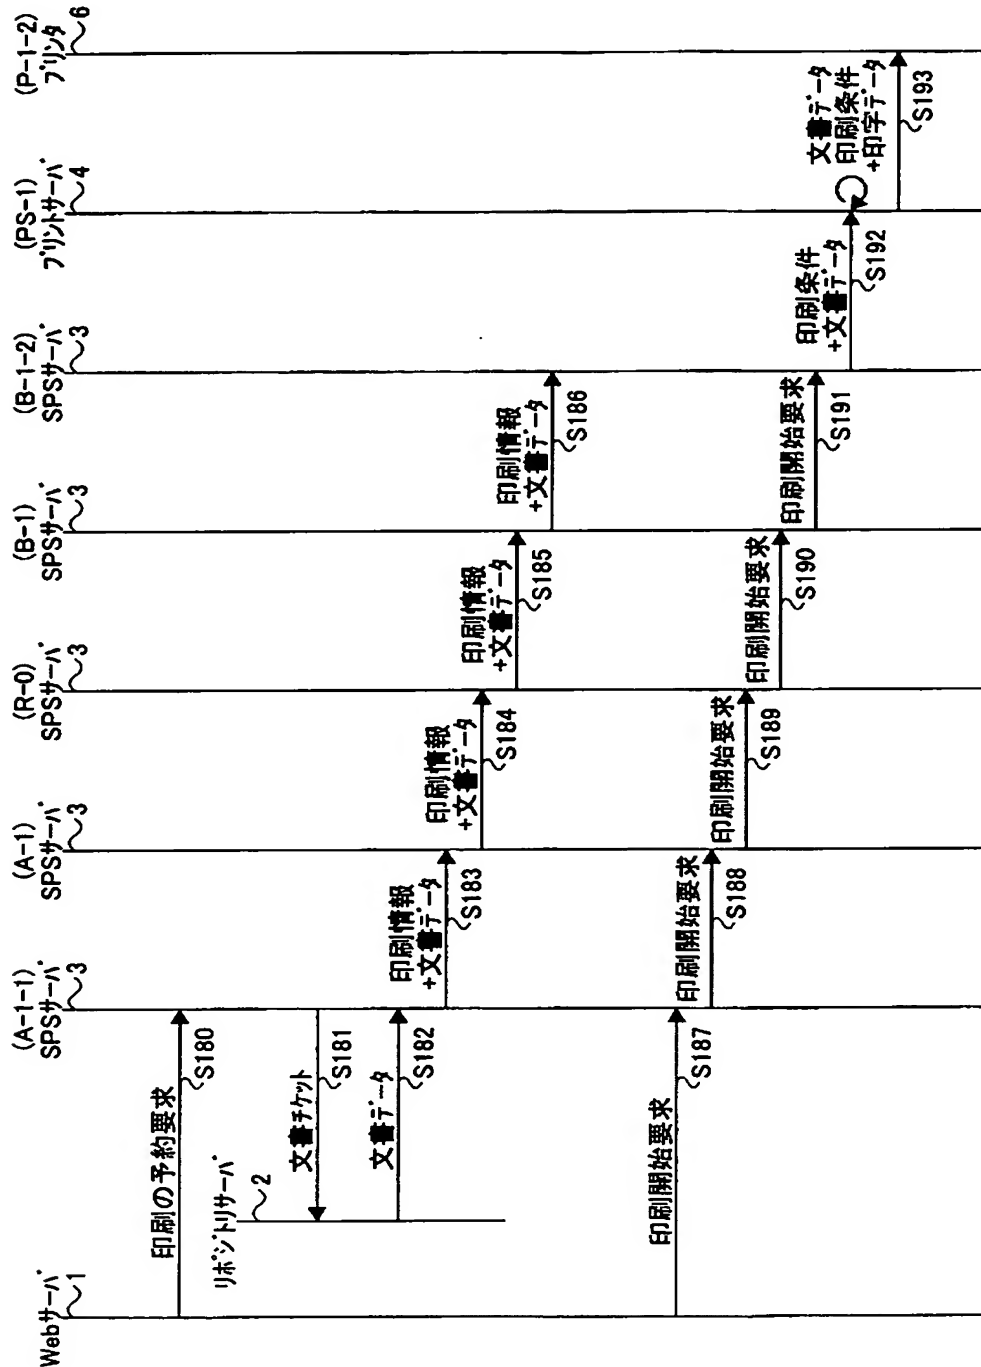 Webサーバ
1
(A-1-1)
SPSサーバ
3
(A-1)
SPSサーバ
3
(R-0)
SPSサーバ
3
(B-1)
SPSサーバ
3
(B-1-2)
SPSサーバ
3
(PS-1)
プリントサーバ
4
(P-1-2)
プリンタ
6
印刷の予約要求
S180
リポジトリサーバ
2
文書チケット
S181
文書データ
S182
印刷情報
+文書データ
S183
印刷情報
+文書データ
S184
印刷情報
+文書データ
S185
印刷情報
+文書データ
S186
印刷開始要求
S187
印刷開始要求
S188
印刷開始要求
S189
印刷開始要求
S190
印刷開始要求
S191
印刷条件
+文書データ
S192
文書データ
印刷条件
+印字データ
S193